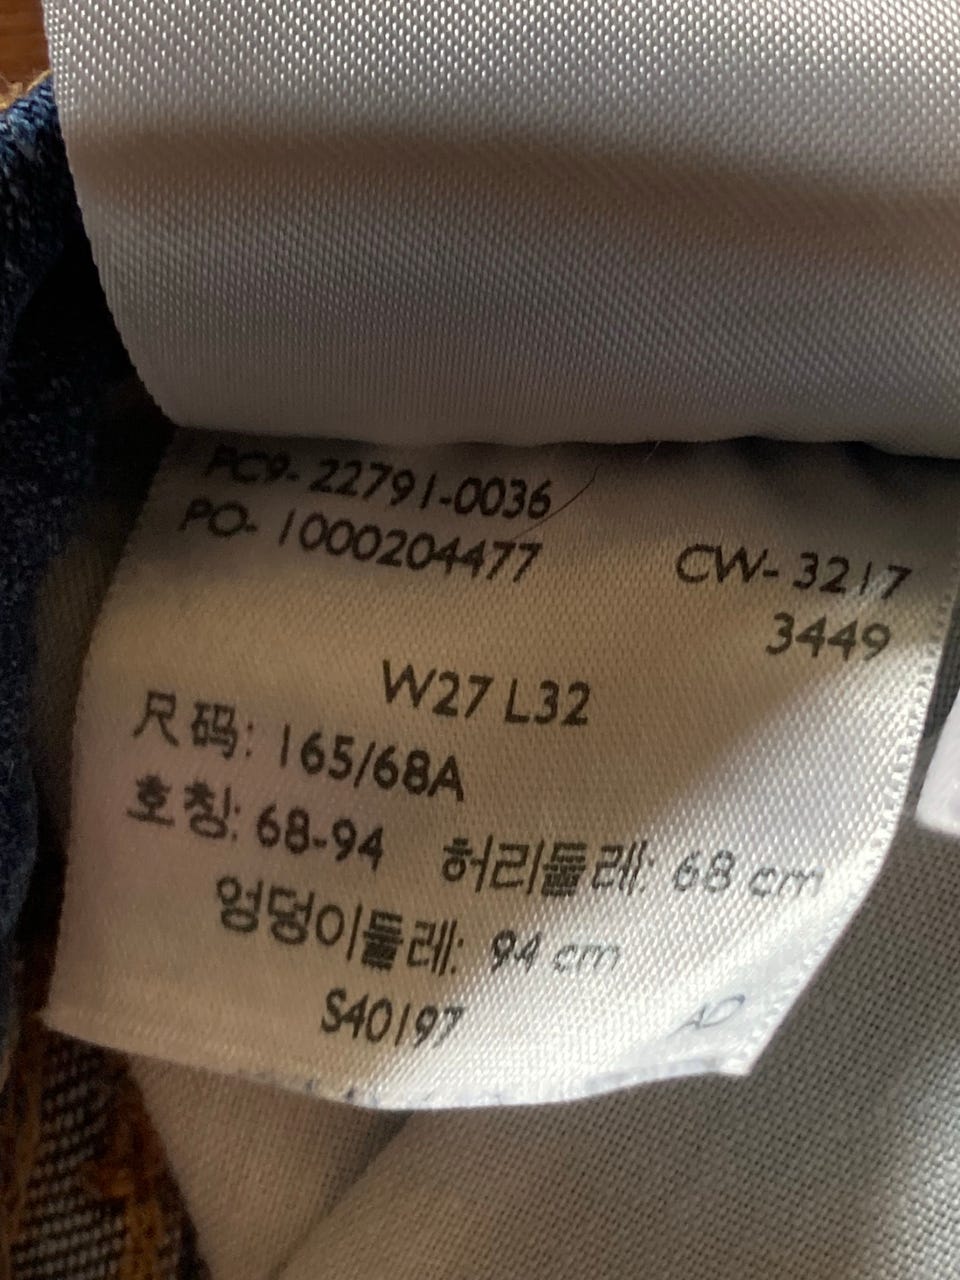 PC9-22791-0036
PO-1000204477
CW-3217
3449
W27 L32
尺码: 165/68A
호칭: 68-94 허리둘레: 68 cm
엉덩이둘레: 94 cm
S40197